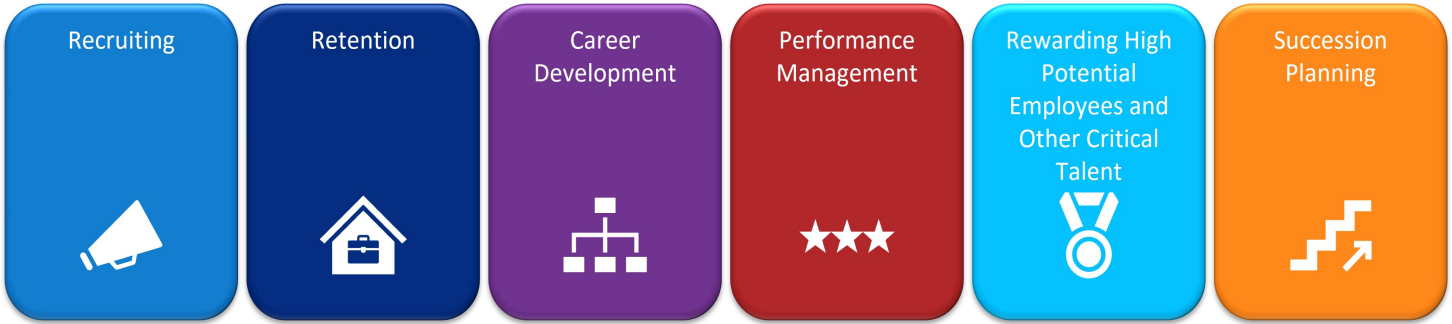 Recruiting
Retention
Career
Development
Performance
Management
Rewarding High
Potential
Employees and
Other Critical
Talent
Succession
Planning